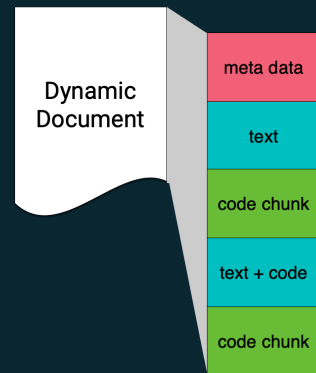 Dynamic
Document
meta data
text
code chunk
text + code
code chunk